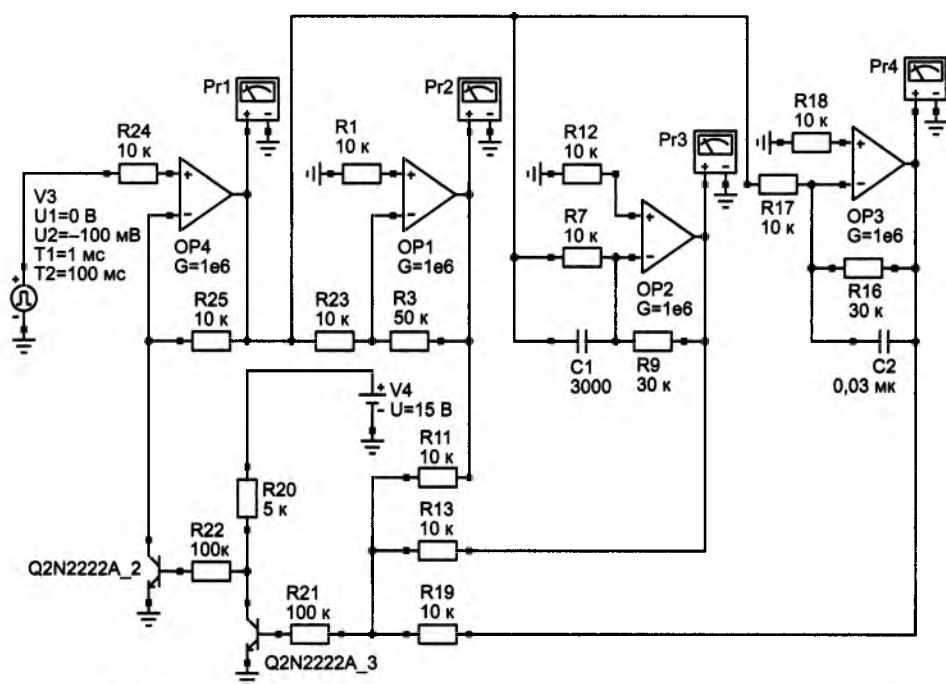 Pr1
+ -
Pr2
+ -
Pr3
+ -
Pr4
+ -
R24
10 к
R1
10 к
R12
10 к
R18
10 к
V3
U1=0 В
U2=–100 мВ
T1=1 мс
T2=100 мс
+
-
+
–
OP4
G=1e6
+
–
OP1
G=1e6
R7
10 к
+
–
OP2
G=1e6
R17
10 к
+
–
OP3
G=1e6
R25
10 к
R23
10 к
R3
50 к
R16
30 к
C1
3000
R9
30 к
C2
0,03 мк
+
-
V4
U=15 В
R11
10 к
R20
5 к
R13
10 к
R22
100к
Q2N2222A_2
R21
100 к
R19
10 к
Q2N2222A_3